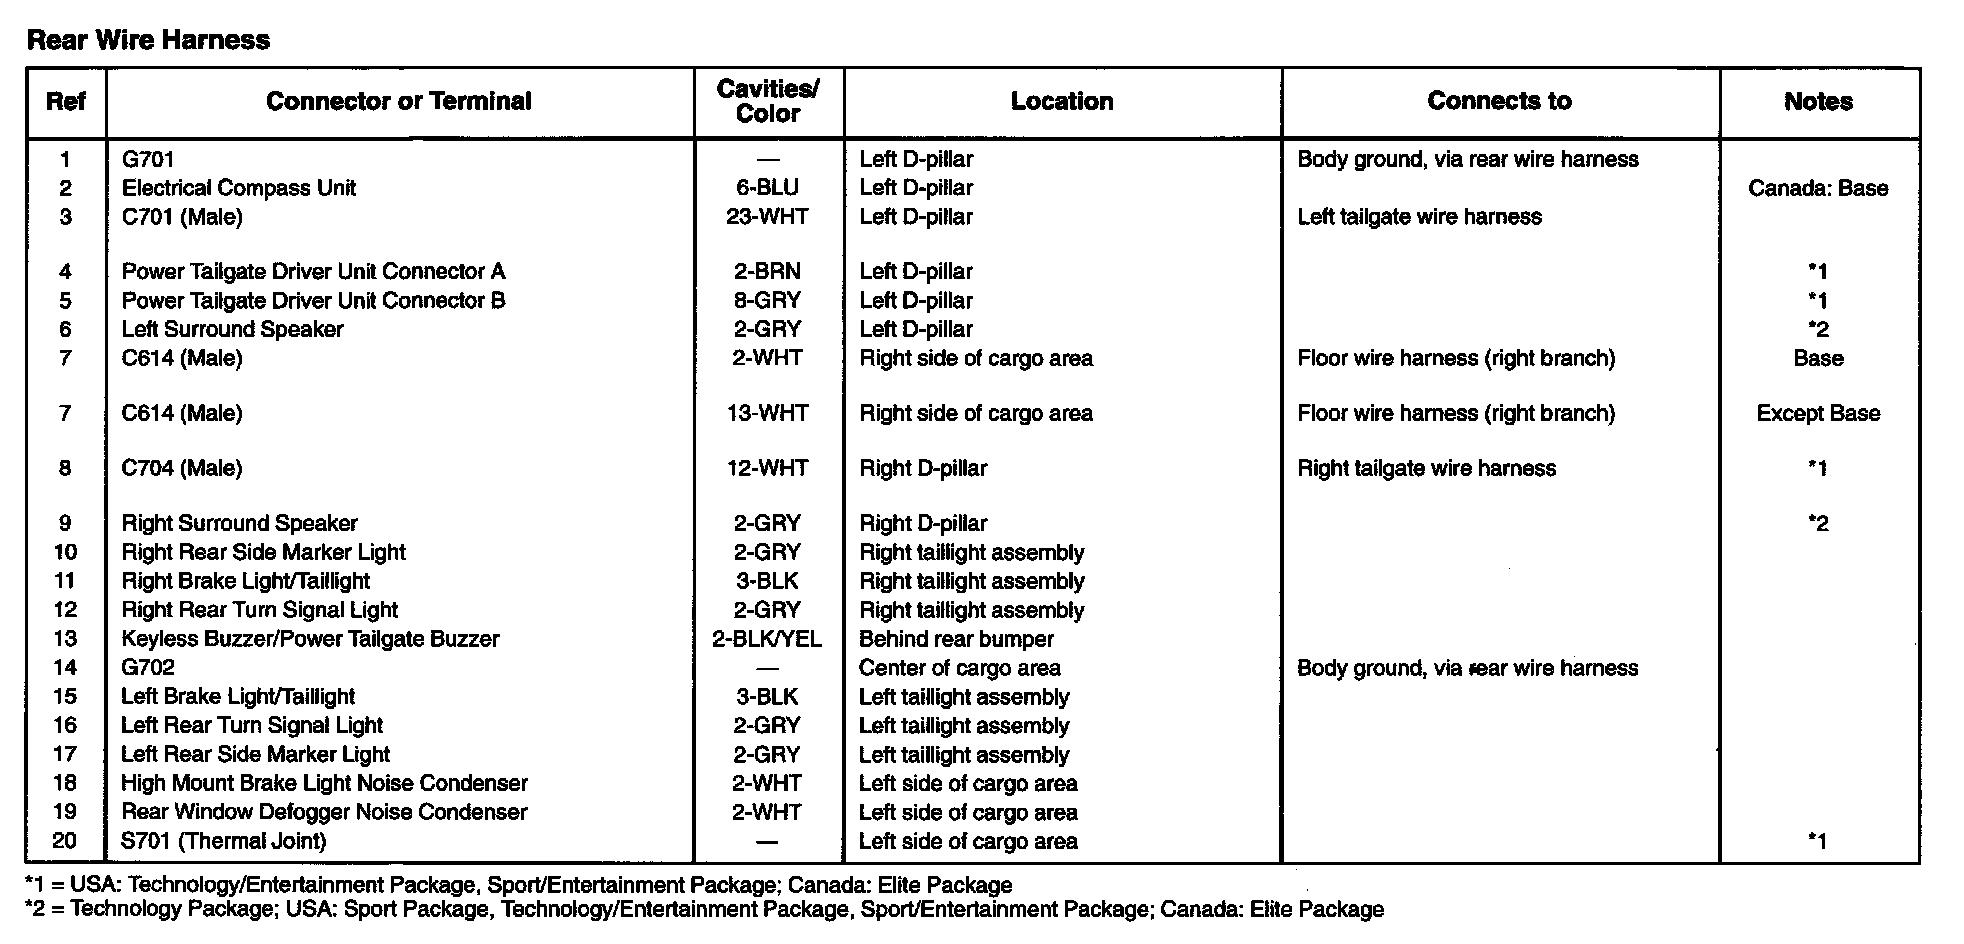 Rear Wire Harness
Ref Connector or Terminal Cavities/ Color Location Connects to Notes
1 G701 — Left D-pillar Body ground, via rear wire harness
2 Electrical Compass Unit 6-BLU Left D-pillar Canada: Base
3 C701 (Male) 23-WHT Left D-pillar Left tailgate wire harness
4 Power Tailgate Driver Unit Connector A 2-BRN Left D-pillar *1
5 Power Tailgate Driver Unit Connector B 8-GRY Left D-pillar *1
6 Left Surround Speaker 2-GRY Left D-pillar *2
7 C614 (Male) 2-WHT Right side of cargo area Floor wire harness (right branch) Base
7 C614 (Male) 13-WHT Right side of cargo area Floor wire harness (right branch) Except Base
8 C704 (Male) 12-WHT Right D-pillar Right tailgate wire harness *1
9 Right Surround Speaker 2-GRY Right D-pillar *2
10 Right Rear Side Marker Light 2-GRY Right taillight assembly
11 Right Brake Light/Taillight 3-BLK Right taillight assembly
12 Right Rear Turn Signal Light 2-GRY Right taillight assembly
13 Keyless Buzzer/Power Tailgate Buzzer 2-BLK/YEL Behind rear bumper
14 G702 — Center of cargo area Body ground, via rear wire harness
15 Left Brake Light/Taillight 3-BLK Left taillight assembly
16 Left Rear Turn Signal Light 2-GRY Left taillight assembly
17 Left Rear Side Marker Light 2-GRY Left taillight assembly
18 High Mount Brake Light Noise Condenser 2-WHT Left side of cargo area
19 Rear Window Defogger Noise Condenser 2-WHT Left side of cargo area
20 S701 (Thermal Joint) — Left side of cargo area *1
*1 = USA: Technology/Entertainment Package, Sport/Entertainment Package; Canada: Elite Package
*2 = Technology Package; USA: Sport Package, Technology/Entertainment Package, Sport/Entertainment Package; Canada: Elite Package